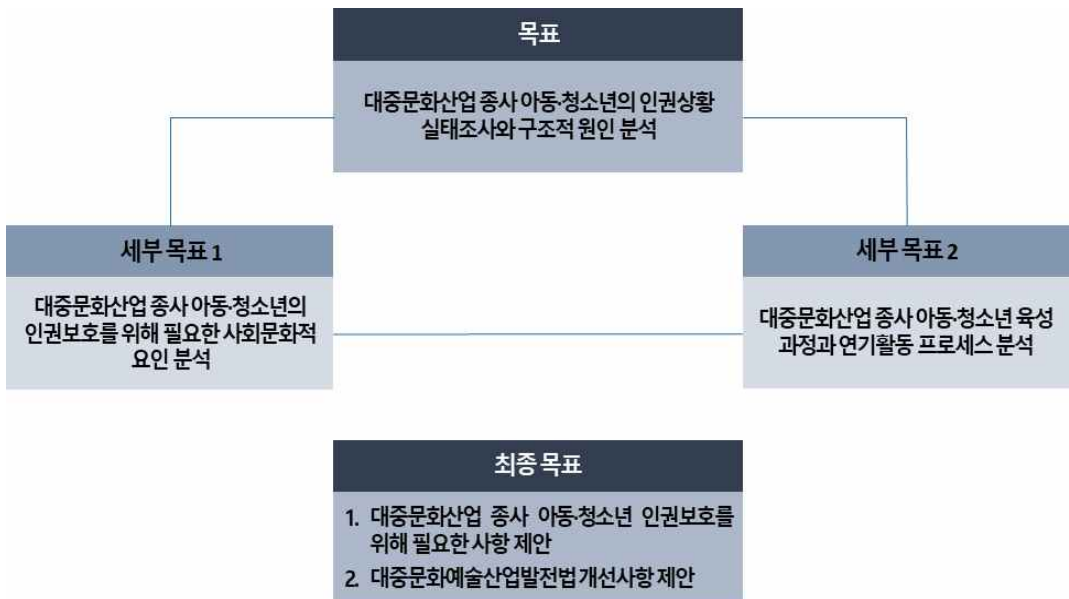 목표
대중문화산업 종사 아동·청소년의 인권상황
실태조사와 구조적 원인 분석
세부 목표 1
대중문화산업 종사 아동·청소년의
인권보호를 위해 필요한 사회문화적
요인 분석
세부 목표 2
대중문화산업 종사 아동·청소년 육성
과정과 연기활동 프로세스 분석
최종 목표
1. 대중문화산업 종사 아동·청소년 인권보호를
위해 필요한 사항 제안
2. 대중문화예술산업발전법 개선사항 제안